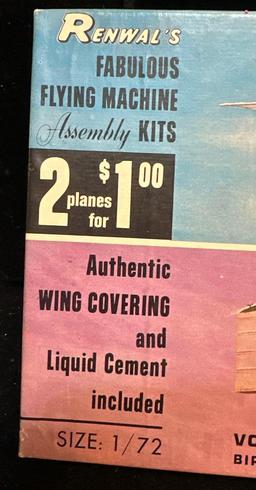 RENWAL'S
FABULOUS
FLYING MACHINE
Assembly KITS
2 planes for $1.00
Authentic
WING COVERING
and
Liquid Cement
included
SIZE: 1/72